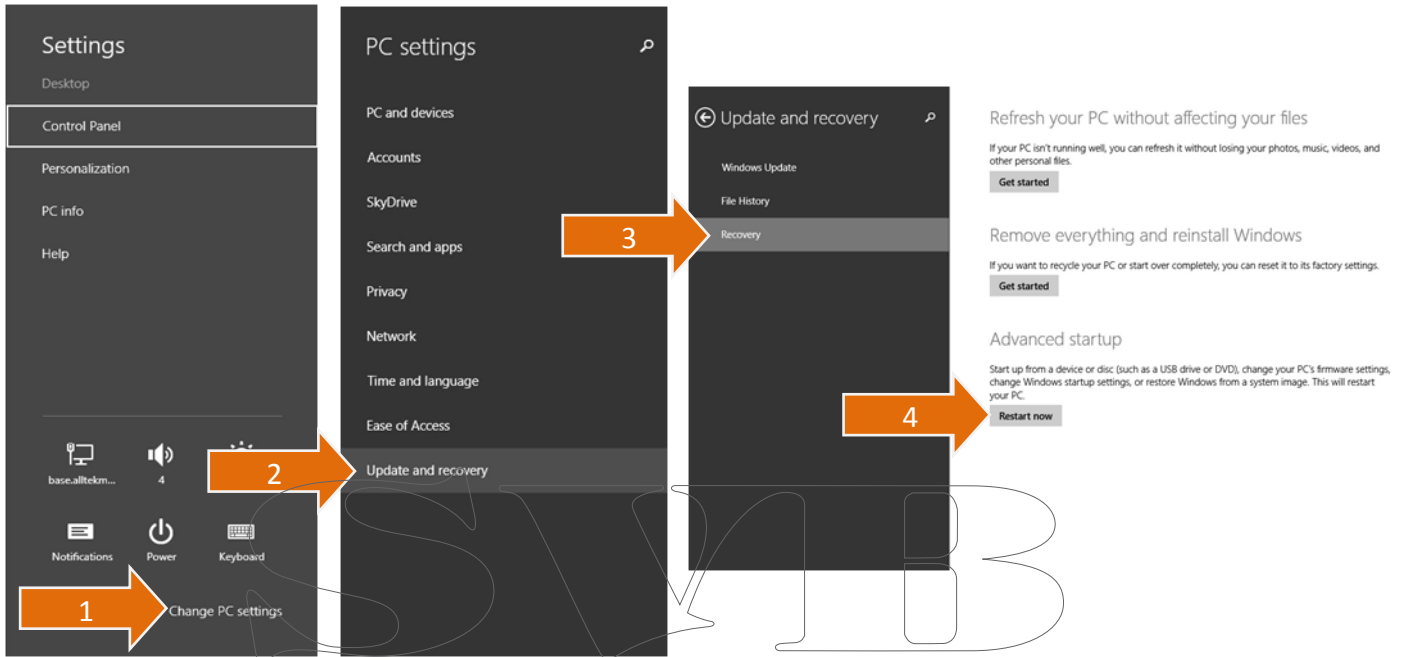 Settings
Desktop
Control Panel
Personalization
PC info
Help
base.alltekm...
4
Notifications
Power
Keyboard
1
Change PC settings
PC settings
PC and devices
Accounts
SkyDrive
Search and apps
Privacy
Network
Time and language
Ease of Access
2
Update and recovery
Update and recovery
Windows Update
File History
3
Recovery
Refresh your PC without affecting your files
If your PC isn't running well, you can refresh it without losing your photos, music, videos, and
other personal files.
Get started
Remove everything and reinstall Windows
If you want to recycle your PC or start over completely, you can reset it to its factory settings.
Get started
Advanced startup
Start up from a device or disc (such as a USB drive or DVD), change your PC's firmware settings,
change Windows startup settings, or restore Windows from a system image. This will restart
your PC.
4
Restart now
SVTB